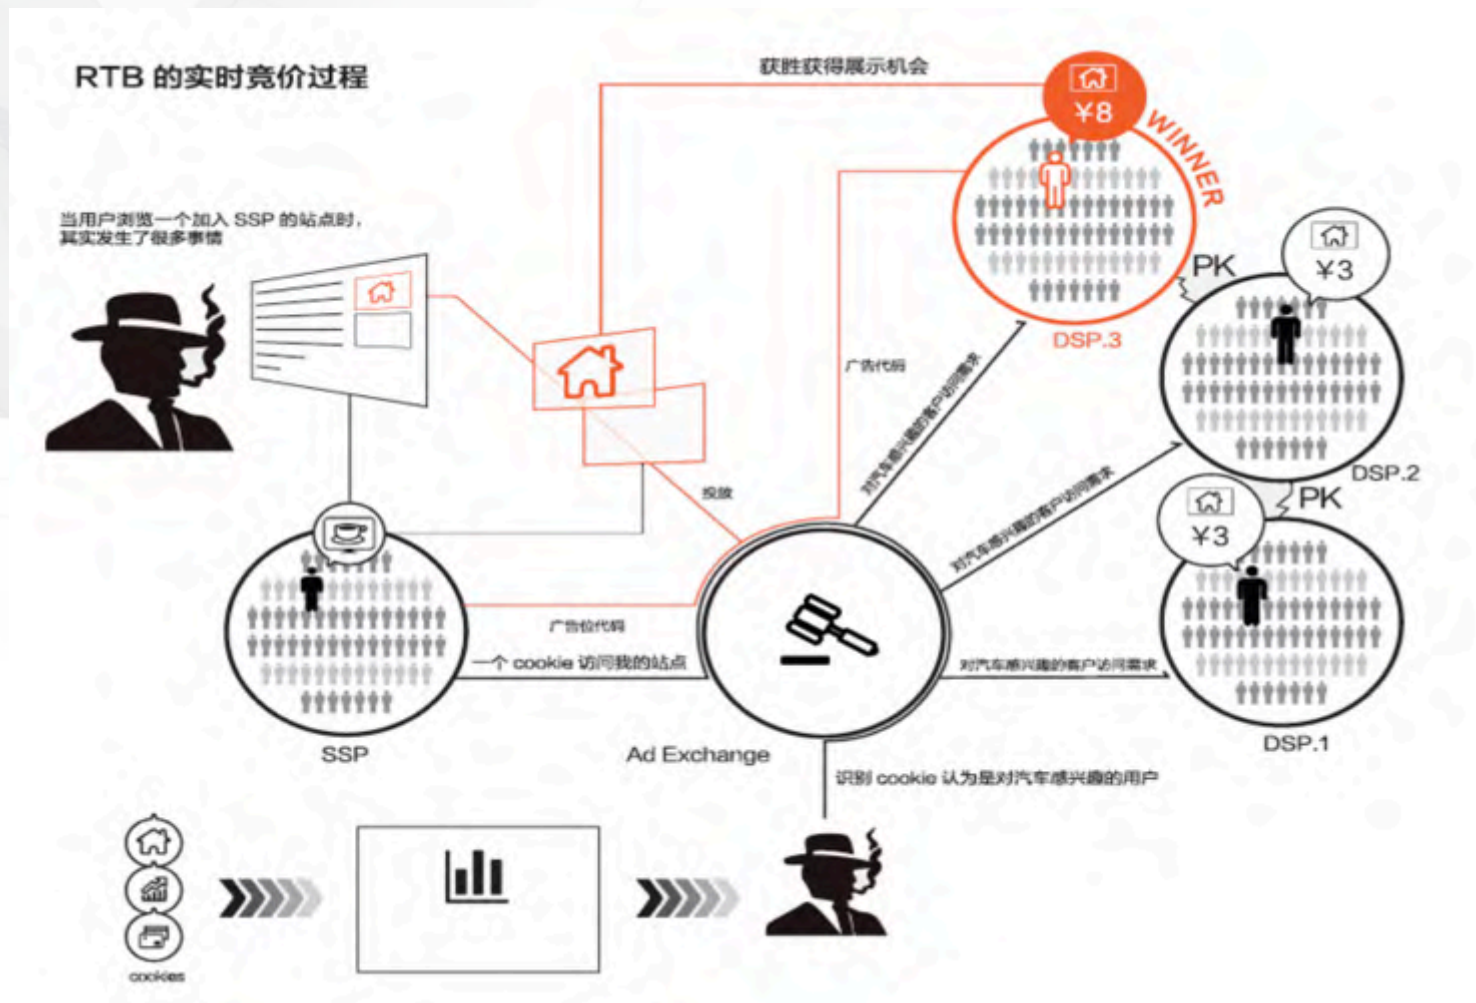 RTB 的实时竞价过程
获胜获得展示机会
¥8
WINNER
当用户浏览一个加入 SSP 的站点时，
其实发生了很多事情
PK
¥3
DSP.3
广告代码
对汽车感兴趣的客户访问需求
DSP.2
投放
对汽车感兴趣的客户访问需求
PK
¥3
广告位代码
一个 cookie 访问我的站点
对汽车感兴趣的客户访问需求
SSP
Ad Exchange
DSP.1
识别 cookie 认为是对汽车感兴趣的用户
cookies